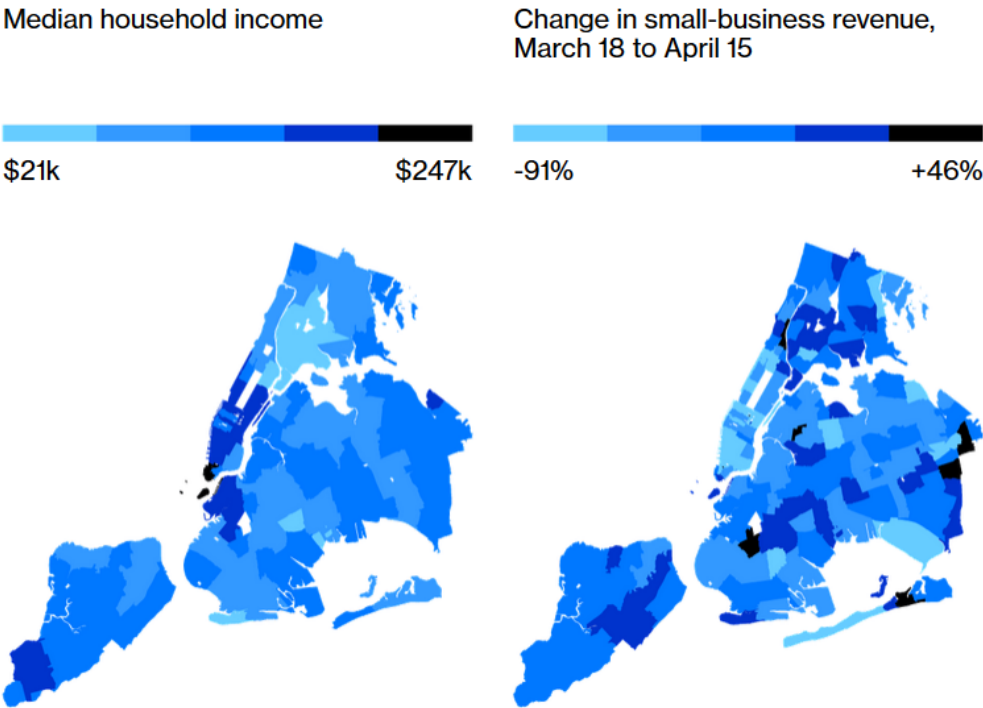 Median household income
$21k
$247k
Change in small-business revenue,
March 18 to April 15
-91%
+46%